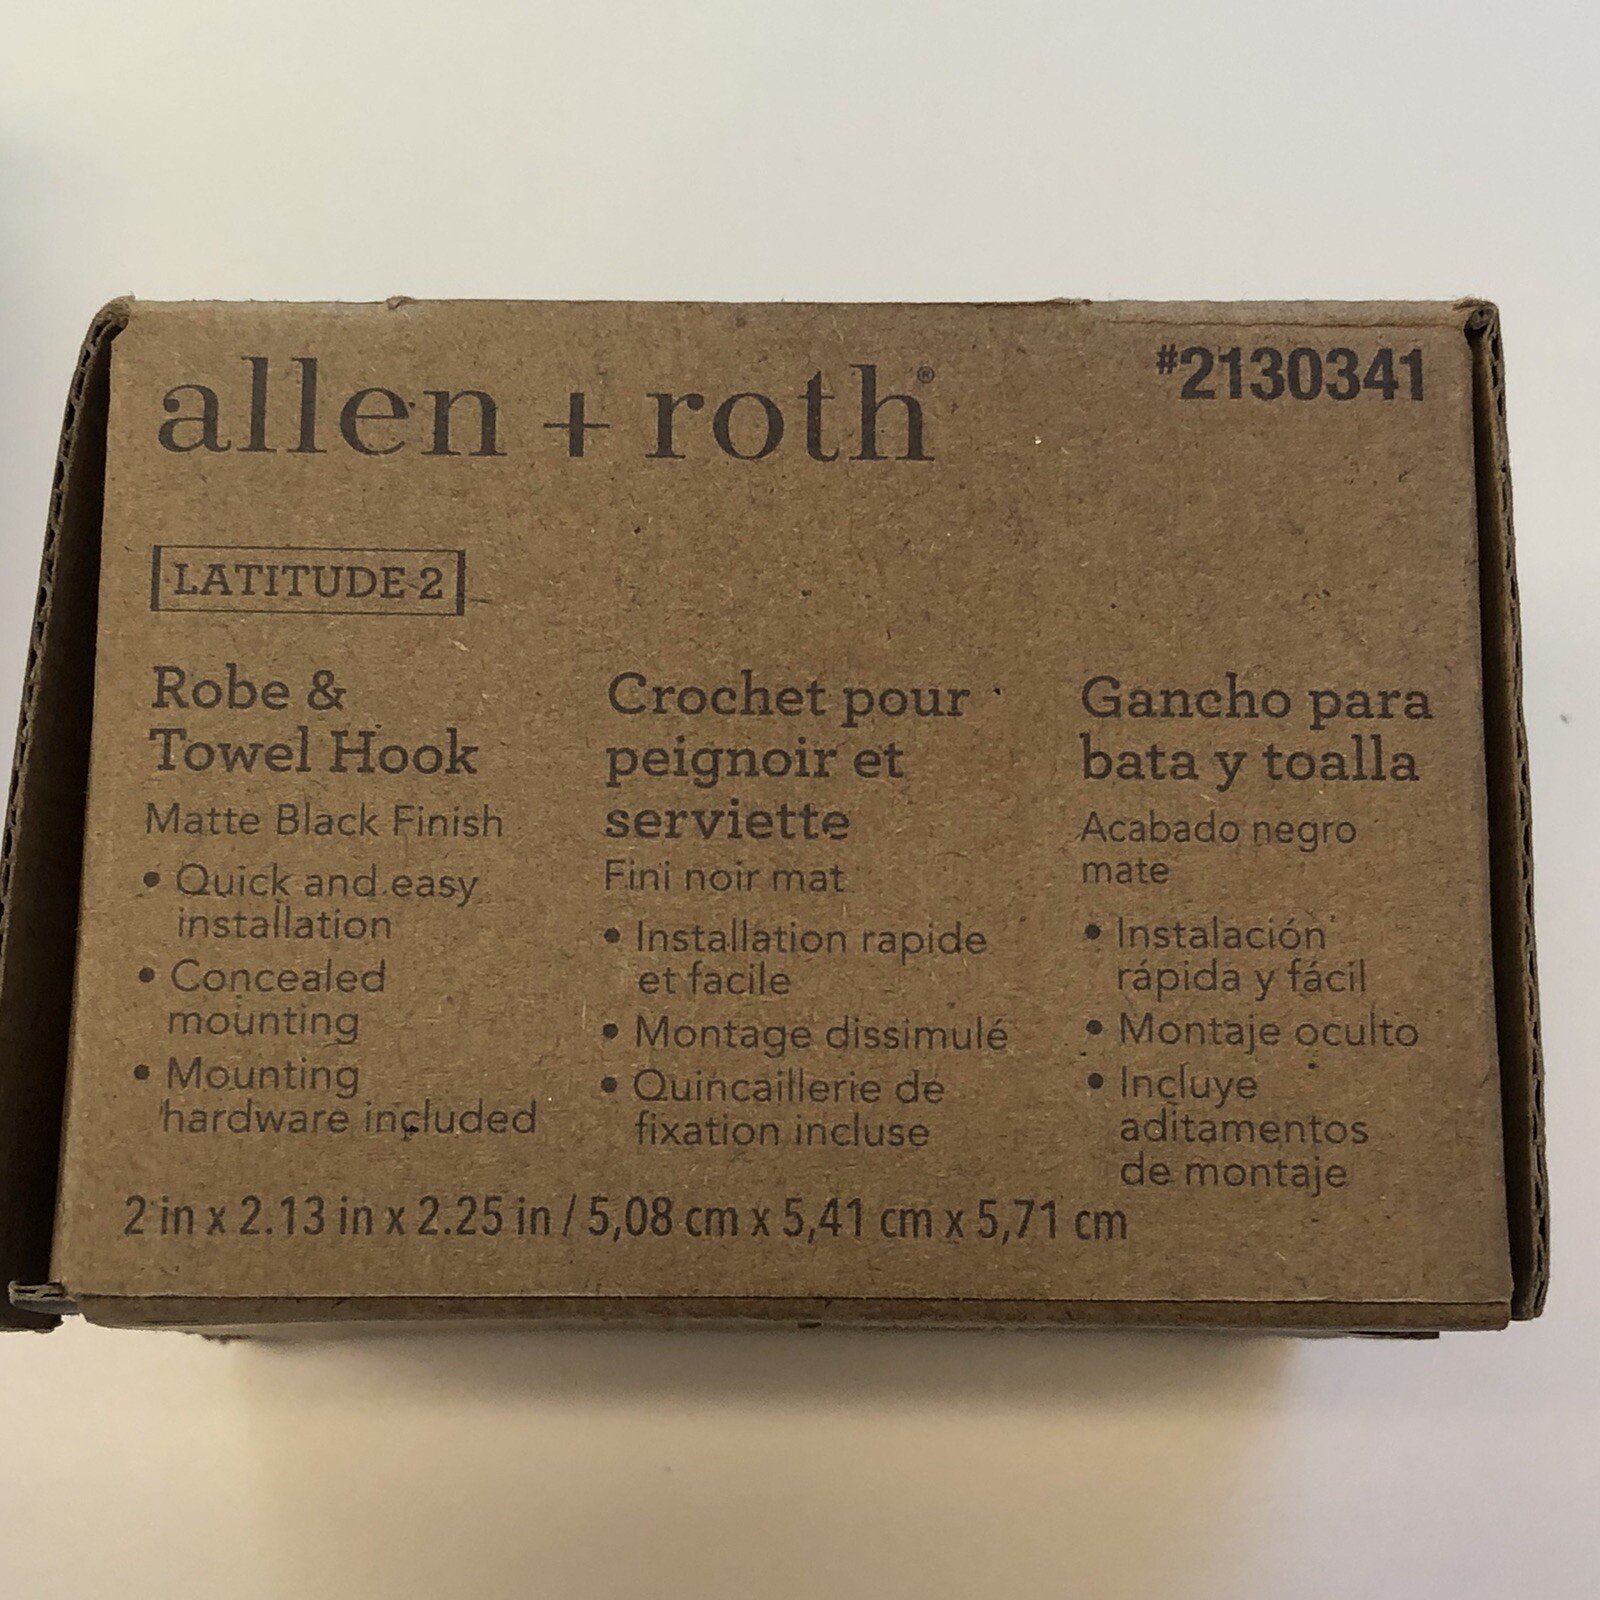 allen + roth®
#2130341
LATITUDE 2
Robe &
Towel Hook
Matte Black Finish
• Quick and easy
installation
• Concealed
mounting
• Mounting
hardware included
Crochet pour
peignoir et
serviette
Fini noir mat
• Installation rapide
et facile
• Montage dissimulé
• Quincaillerie de
fixation incluse
Gancho para
bata y toalla
Acabado negro
mate
• Instalación
rápida y fácil
• Montaje oculto
• Incluye
aditamentos
de montaje
2 in x 2.13 in x 2.25 in / 5,08 cm x 5,41 cm x 5,71 cm